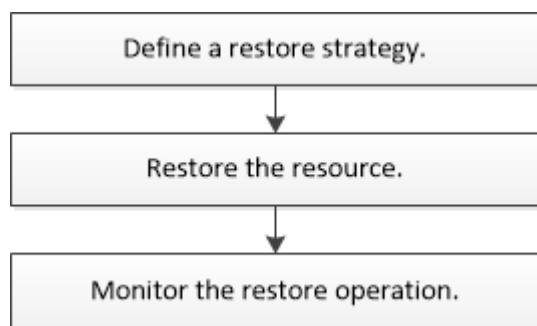 Define a restore strategy.
Restore the resource.
Monitor the restore operation.